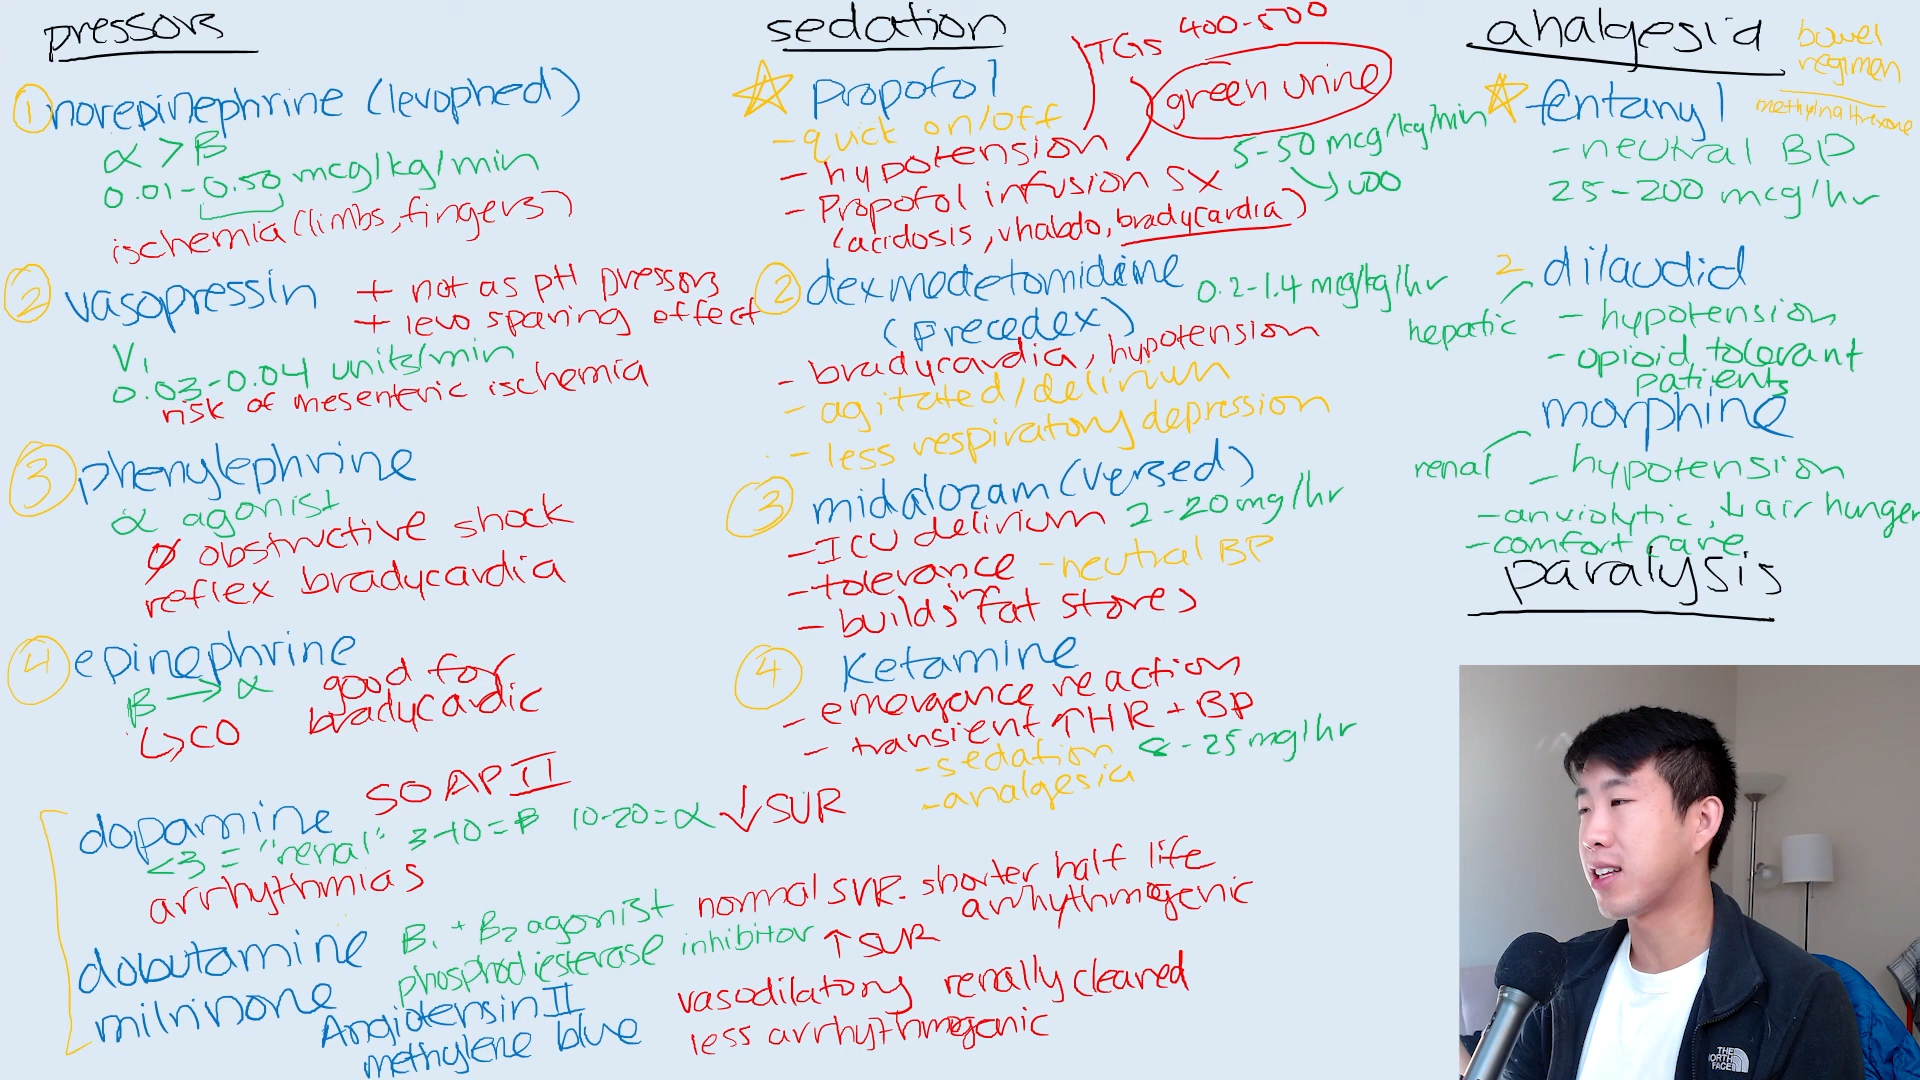 pressors
① norepinephrine (levophed)
α > β
0.01-0.50 mcg/kg/min
ischemia (limbs, fingers)
② vasopressin
+ not as pH pressors
+ levo sparing effect
V1
0.03-0.04 units/min
risk of mesenteric ischemia
③ phenylephrine
α agonist
Ø obstructive shock
reflex bradycardia
④ epinephrine
β → α
↳ CO
good for
bradycardic
SOAP II
dopamine
<3 = "renal" 3-10 = β 10-20 = α ↓ SVR
arrhythmias
dobutamine
β1 + β2 agonist
normal SVR. shorter half life
arrhythmogenic
milrinone
phosphodiesterase inhibitor
↑ SVR
vasodilatory renally cleared
less arrhythmogenic
Angiotensin II
methylene blue
sedation
☆ Propofol
TGs 400-500
green urine
- quick on/off
- hypotension
5-50 mcg/kg/min
- Propofol infusion sx
(acidosis, rhabdo, bradycardia)
② dexmedetomidine
0.2-1.4 mcg/kg/hr
(Precedex)
- bradycardia, hypotension
- agitated/delirium
- less respiratory depression
③ midalozam (versed)
- ICU delirium 2-20 mg/hr
- tolerance - neutral BP
- builds in fat stores
④ Ketamine
- emergance reaction
- transient ↑ HR + BP
- sedation
-25 mg/hr
- analgesia
analgesia
bowel
regimen
methylnaltrexone
☆ fentanyl
- neutral BP
25-200 mcg/hr
2 dilaudid
hepatic
- hypotension
- opioid tolerant
patients
morphine
renal
- hypotension
- anxiolytic, ↓ air hunger
- comfort care
paralysis
THE
NORTH
FACE